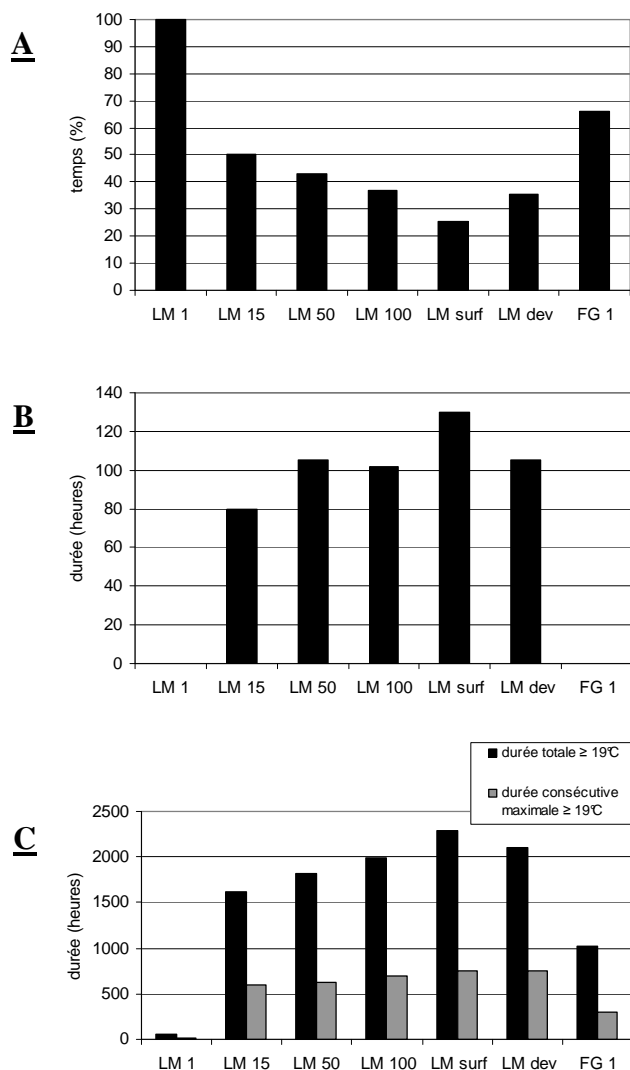 A
temps (%)
100
90
80
70
60
50
40
30
20
10
0
LM 1 LM 15 LM 50 LM 100 LM surf LM dev FG 1
B
durée (heures)
140
120
100
80
60
40
20
0
LM 1 LM 15 LM 50 LM 100 LM surf LM dev FG 1
C
durée totale ≥ 19°C
durée consécutive
maximale ≥ 19°C
durée (heures)
2500
2000
1500
1000
500
0
LM 1 LM 15 LM 50 LM 100 LM surf LM dev FG 1